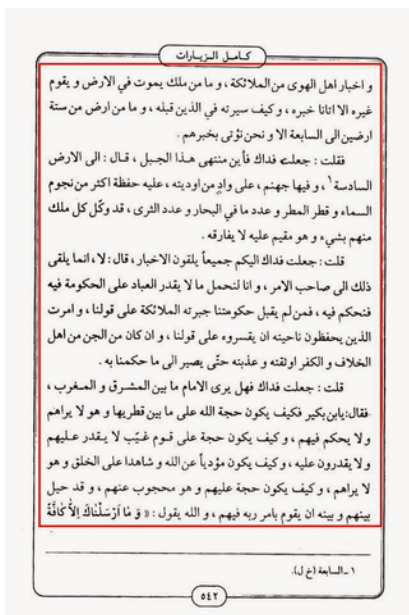 كامل الزيارات
و اخبار اهل الهوى من الملائكة ، و ما من ملك يموت في الارض و يقوم
غيره الا اتانا خبره ، و كيف سيرته في الذين قبله ، و ما من ارض من ستة
ارضين الى السابعة الا و نحن نؤتى بخبرهم .
فقلت : جعلت فداك فأين منتهى هذا الجبل ، قال : الى الارض
السادسة ١ ، و فيها جهنم ، على وادٍ من اوديته ، عليه حفظة اكثر من نجوم
السماء و قطر المطر و عدد ما في البحار و عدد الثرى ، قد وكّل كل ملك
منهم بشيء و هو مقيم عليه لا يفارقه .
قلت : جعلت فداك اليكم جميعاً يلقون الاخبار ، قال : لا ، انما يلقى
ذلك الى صاحب الامر ، و انا لنحمل ما لا يقدر العباد على الحكومة فيه
فنحكم فيه ، فمن لم يقبل حكومتنا جبرته الملائكة على قولنا ، و امرت
الذين يحفظون ناحيته ان يقسروه على قولنا ، و ان كان من الجن من اهل
الخلاف و الكفر اوثقته و عذبته حتّى يصير الى ما حكمنا به .
قلت : جعلت فداك فهل يرى الامام ما بين المشرق و المغرب ،
فقال: يابن بكير فكيف يكون حجة الله على ما بين قطريها و هو لا يراهم
و لا يحكم فيهم ، و كيف يكون حجة على قوم غيّب لا يقدر عليهم
و لا يقدرون عليه ، و كيف يكون مؤدياً عن الله و شاهدا على الخلق و هو
لا يراهم ، و كيف يكون حجة عليهم و هو محجوب عنهم ، و قد حيل
بينهم و بينه ان يقوم بامر ربه فيهم ، و الله يقول : « وَ مٰا اَرْسَلْنٰاكَ اِلاّٰ كَافَّةً
١ ـ السابعة (خ ل).
٥٤٢